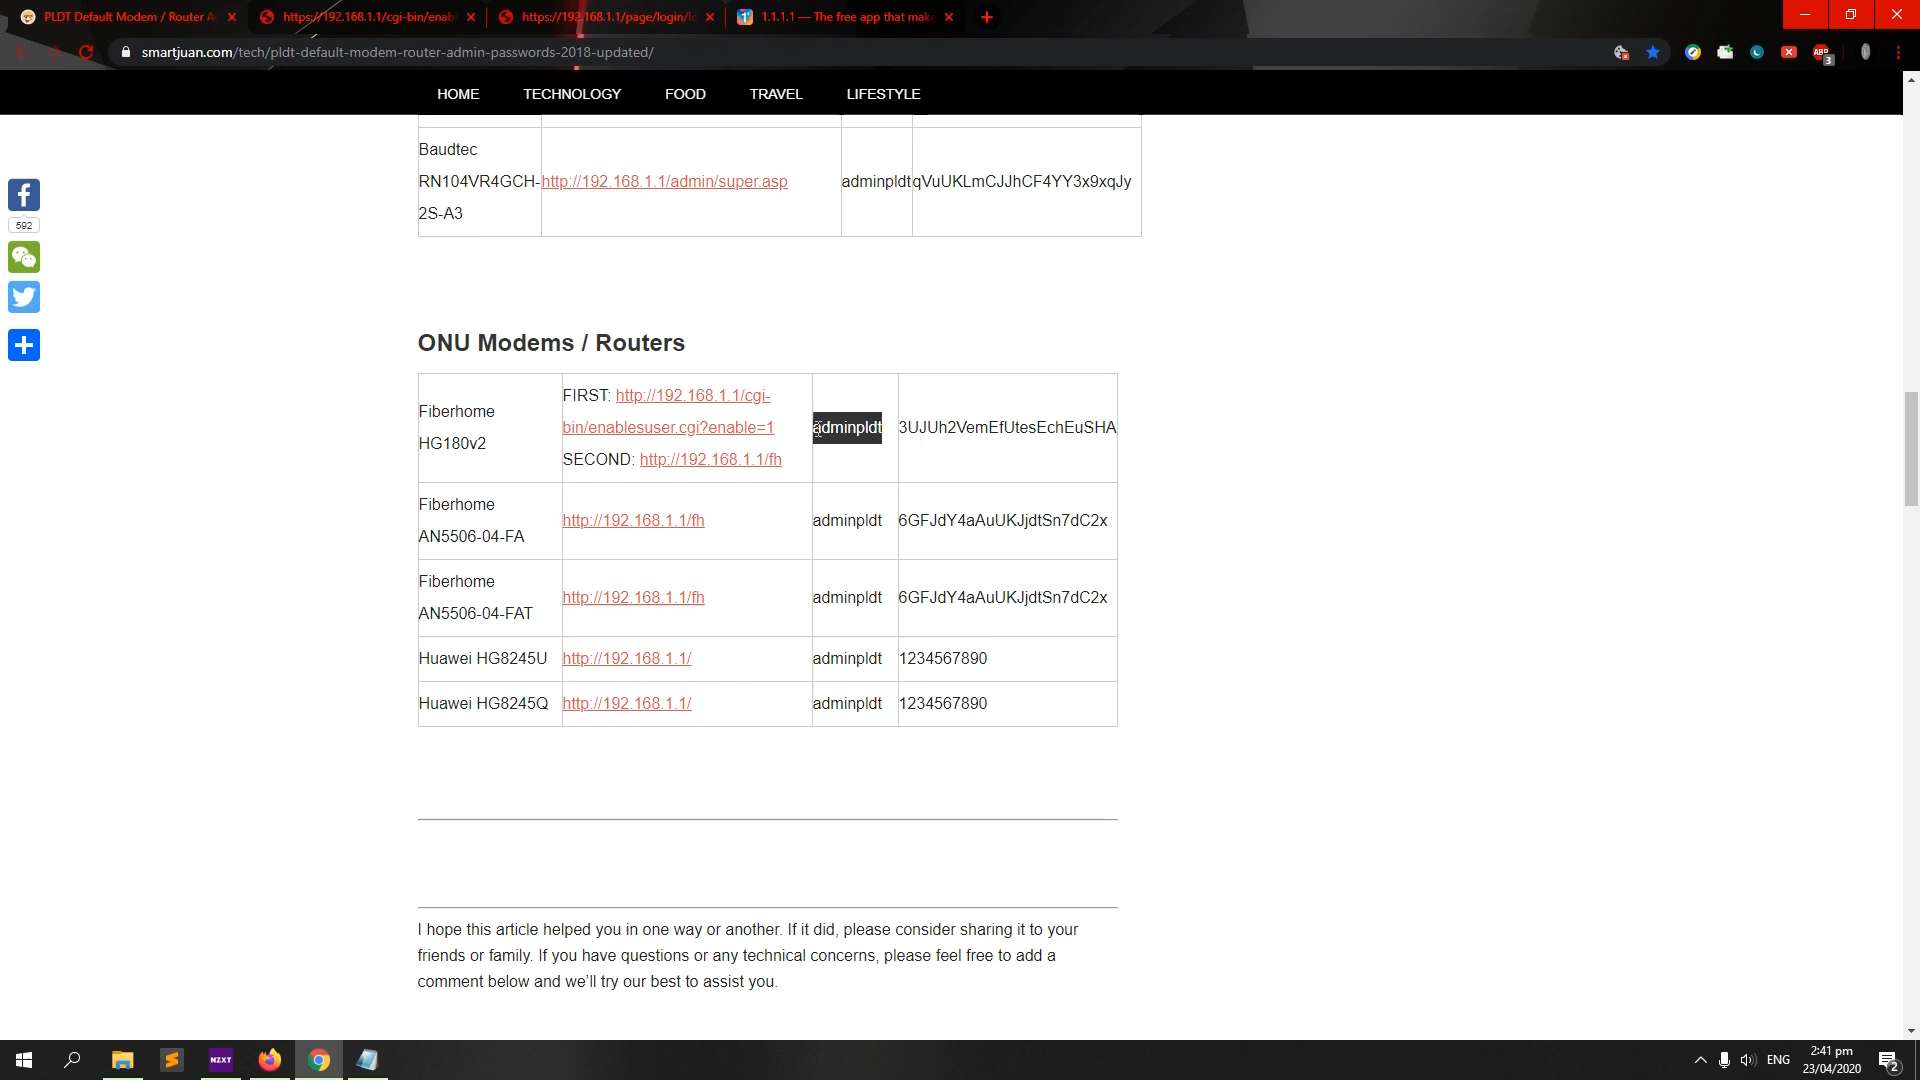 PLDT Default Modem / Router A
https://192.168.1.1/cgi-bin/enabl
https://192.168.1.1/page/login/lo
1.1.1.1 — The free app that make
smartjuan.com/tech/pldt-default-modem-router-admin-passwords-2018-updated/
ABP
3
HOME TECHNOLOGY FOOD TRAVEL LIFESTYLE
592
Baudtec
RN104VR4GCH-
2S-A3
http://192.168.1.1/admin/super.asp
adminpldt
qVuUKLmCJJhCF4YY3x9xqJy
ONU Modems / Routers
Fiberhome
HG180v2
FIRST: http://192.168.1.1/cgi-
bin/enablesuser.cgi?enable=1
SECOND: http://192.168.1.1/fh
adminpldt
3UJUh2VemEfUtesEchEuSHA
Fiberhome
AN5506-04-FA
http://192.168.1.1/fh
adminpldt
6GFJdY4aAuUKJjdtSn7dC2x
Fiberhome
AN5506-04-FAT
http://192.168.1.1/fh
adminpldt
6GFJdY4aAuUKJjdtSn7dC2x
Huawei HG8245U
http://192.168.1.1/
adminpldt
1234567890
Huawei HG8245Q
http://192.168.1.1/
adminpldt
1234567890
I hope this article helped you in one way or another. If it did, please consider sharing it to your
friends or family. If you have questions or any technical concerns, please feel free to add a
comment below and we'll try our best to assist you.
NZXT
ENG
2:41 pm
23/04/2020
2